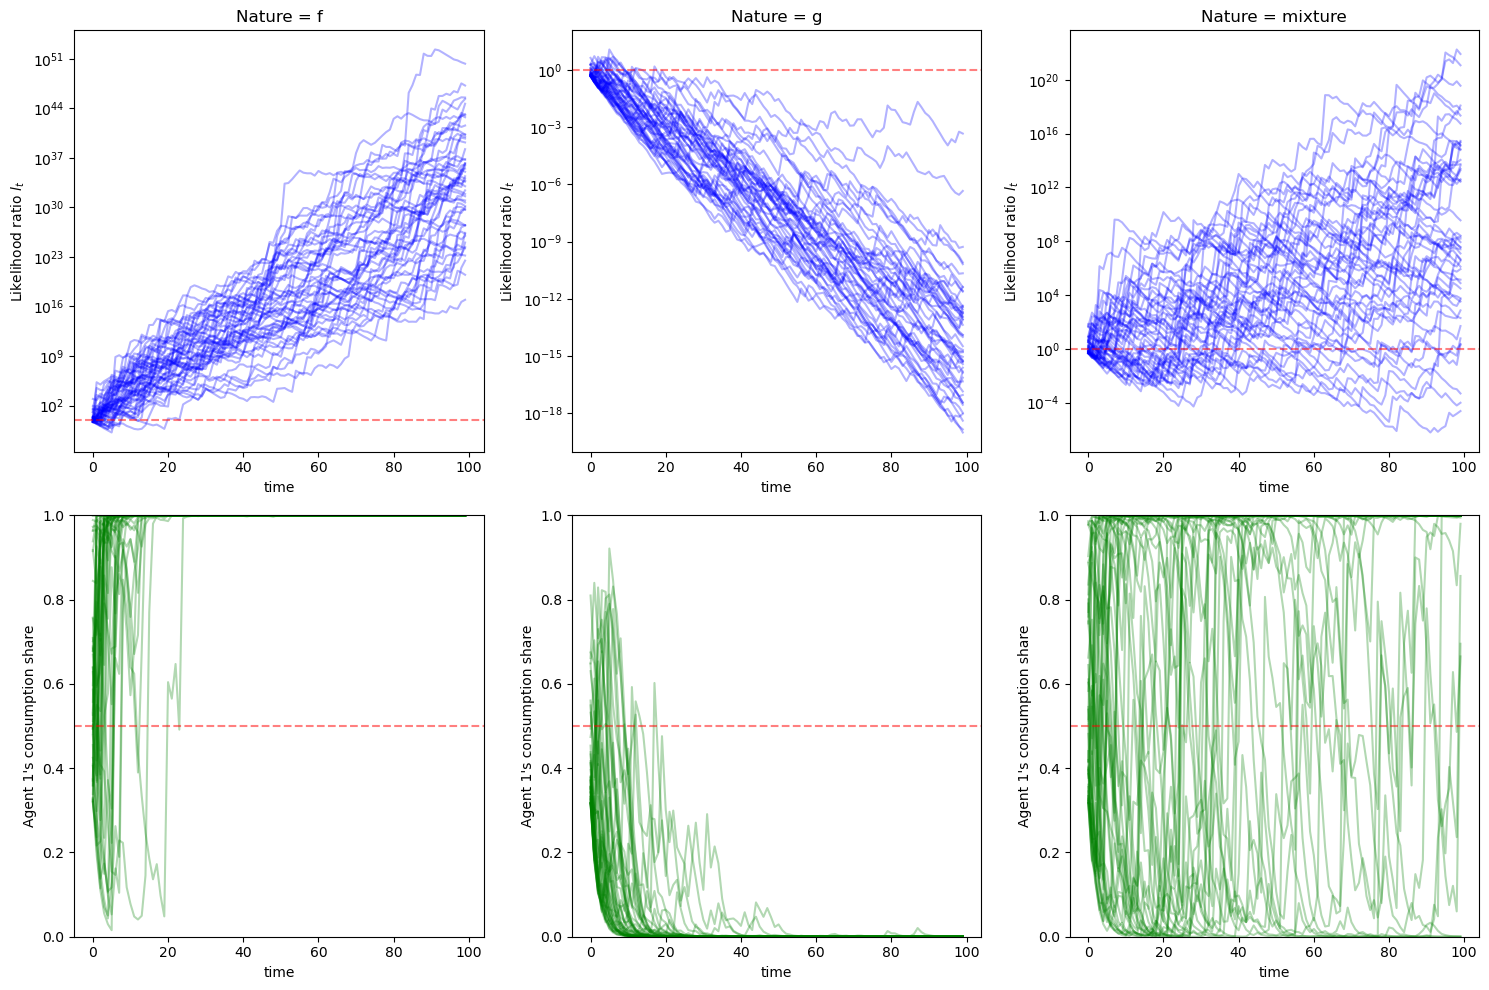 Nature = f
Likelihood ratio l_t
10^51
10^44
10^37
10^30
10^23
10^16
10^9
10^2
0 20 40 60 80 100
time
Nature = g
Likelihood ratio l_t
10^0
10^-3
10^-6
10^-9
10^-12
10^-15
10^-18
0 20 40 60 80 100
time
Nature = mixture
Likelihood ratio l_t
10^20
10^16
10^12
10^8
10^4
10^0
10^-4
0 20 40 60 80 100
time
Agent 1's consumption share
1.0
0.8
0.6
0.4
0.2
0.0
0 20 40 60 80 100
time
Agent 1's consumption share
1.0
0.8
0.6
0.4
0.2
0.0
0 20 40 60 80 100
time
Agent 1's consumption share
1.0
0.8
0.6
0.4
0.2
0.0
0 20 40 60 80 100
time